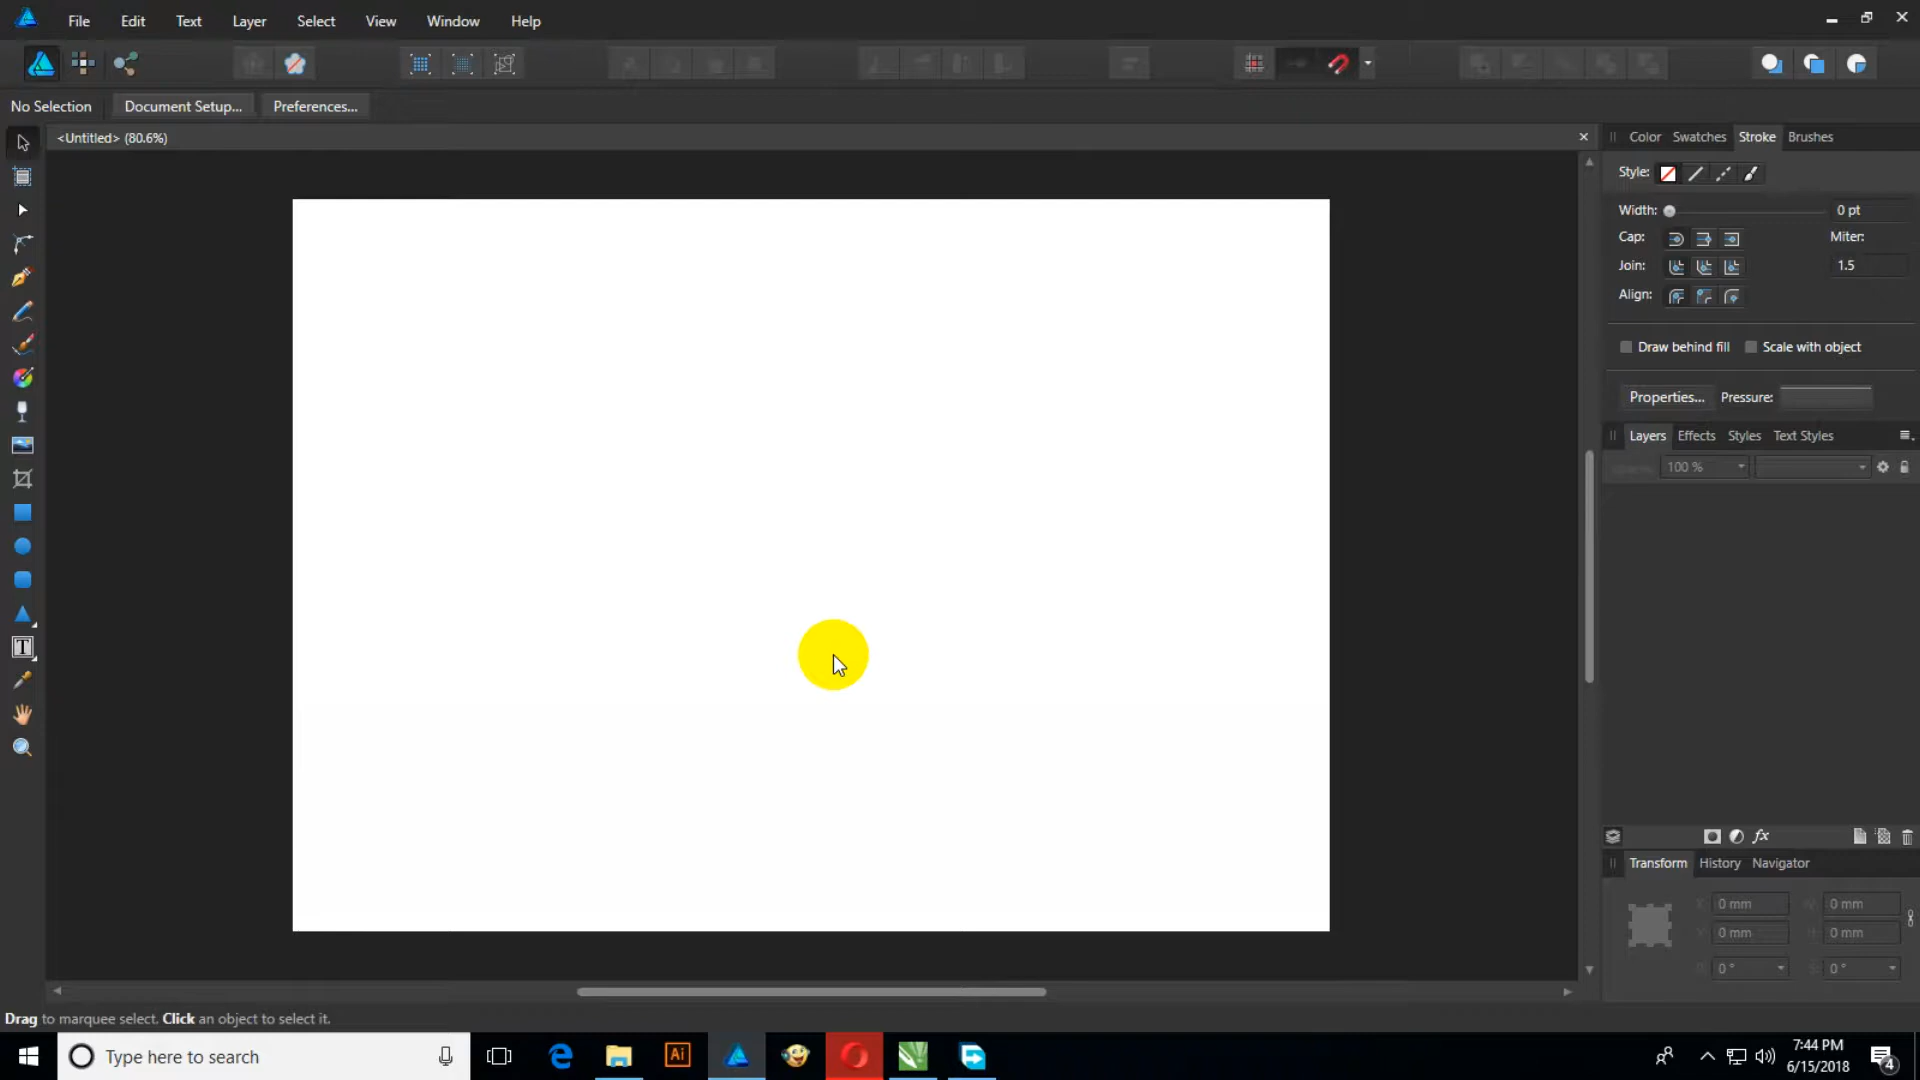 File Edit Text Layer Select View Window Help
No Selection Document Setup... Preferences...
<Untitled> (80.6%)
Color Swatches Stroke Brushes
Style:
Width: 0 pt
Cap: Miter:
Join: 1.5
Align:
Draw behind fill Scale with object
Properties... Pressure:
Layers Effects Styles Text Styles
100 %
fx
Transform History Navigator
0 mm 0 mm
0 mm 0 mm
0 ° 0 °
Drag to marquee select. Click an object to select it.
Type here to search
Ai
7:44 PM
6/15/2018
4